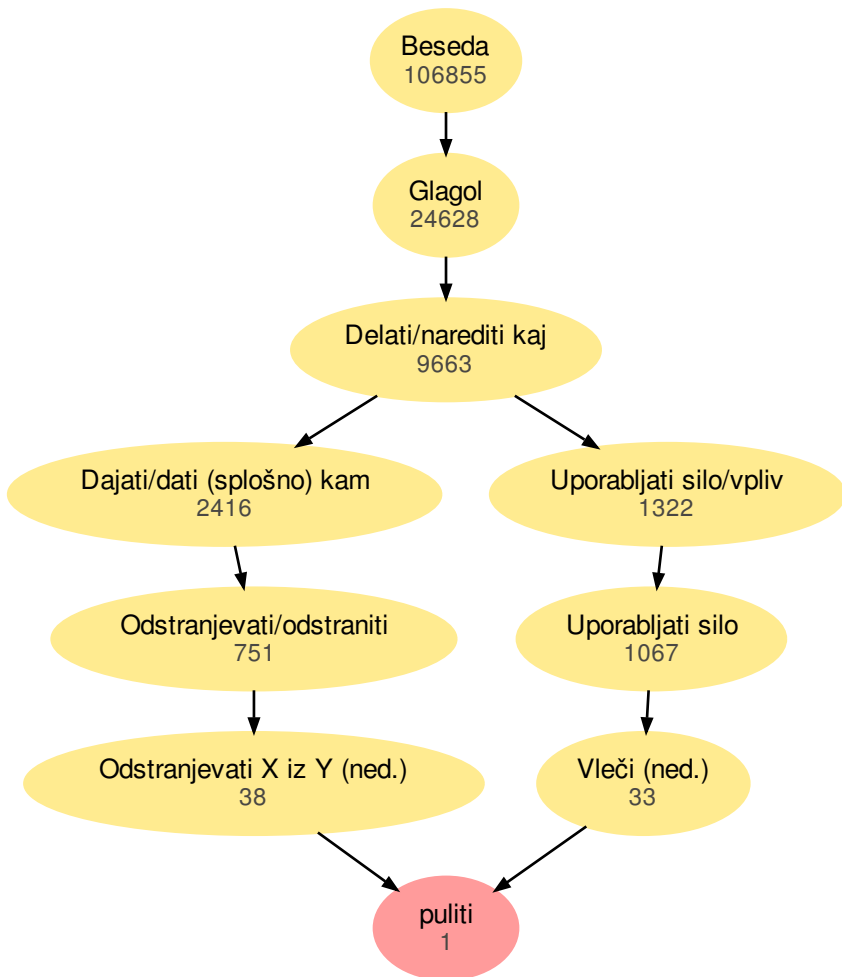 Beseda
106855
Glagol
24628
Delati/narediti kaj
9663
Dajati/dati (splošno) kam
2416
Uporabljati silo/vpliv
1322
Odstranjevati/odstraniti
751
Uporabljati silo
1067
Odstranjevati X iz Y (ned.)
38
Vleči (ned.)
33
puliti
1